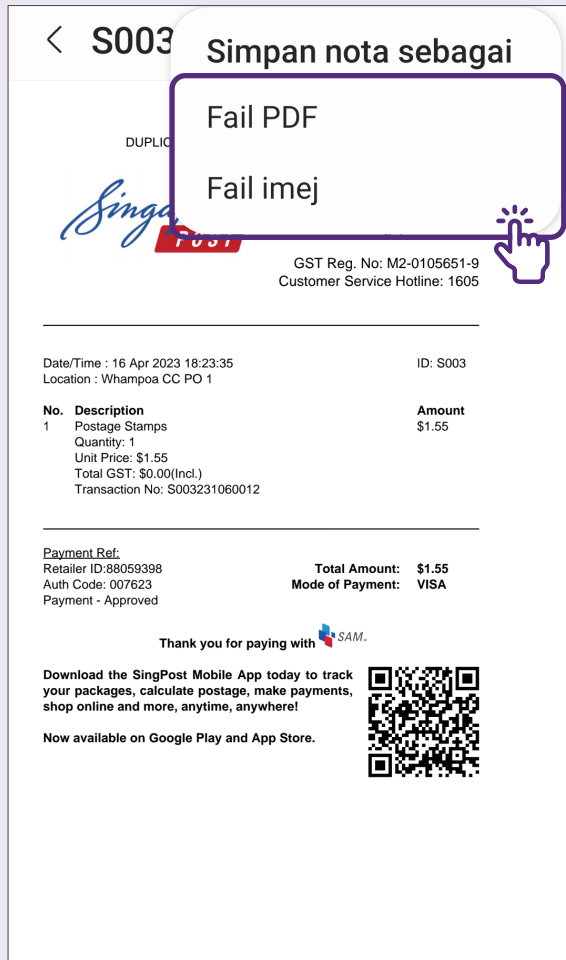 S003
Simpan nota sebagai
Fail PDF
Fail imej
GST Reg. No: M2-0105651-9
Customer Service Hotline: 1605
Date/Time : 16 Apr 2023 18:23:35 ID: S003
Location : Whampoa CC PO 1
No. Description Amount
1 Postage Stamps $1.55
Quantity: 1
Unit Price: $1.55
Total GST: $0.00(Incl.)
Transaction No: S003231060012
Payment Ref:
Retailer ID:88059398 Total Amount: $1.55
Auth Code: 007623 Mode of Payment: VISA
Payment - Approved
Thank you for paying with SAM
Download the SingPost Mobile App today to track
your packages, calculate postage, make payments,
shop online and more, anytime, anywhere!
Now available on Google Play and App Store.